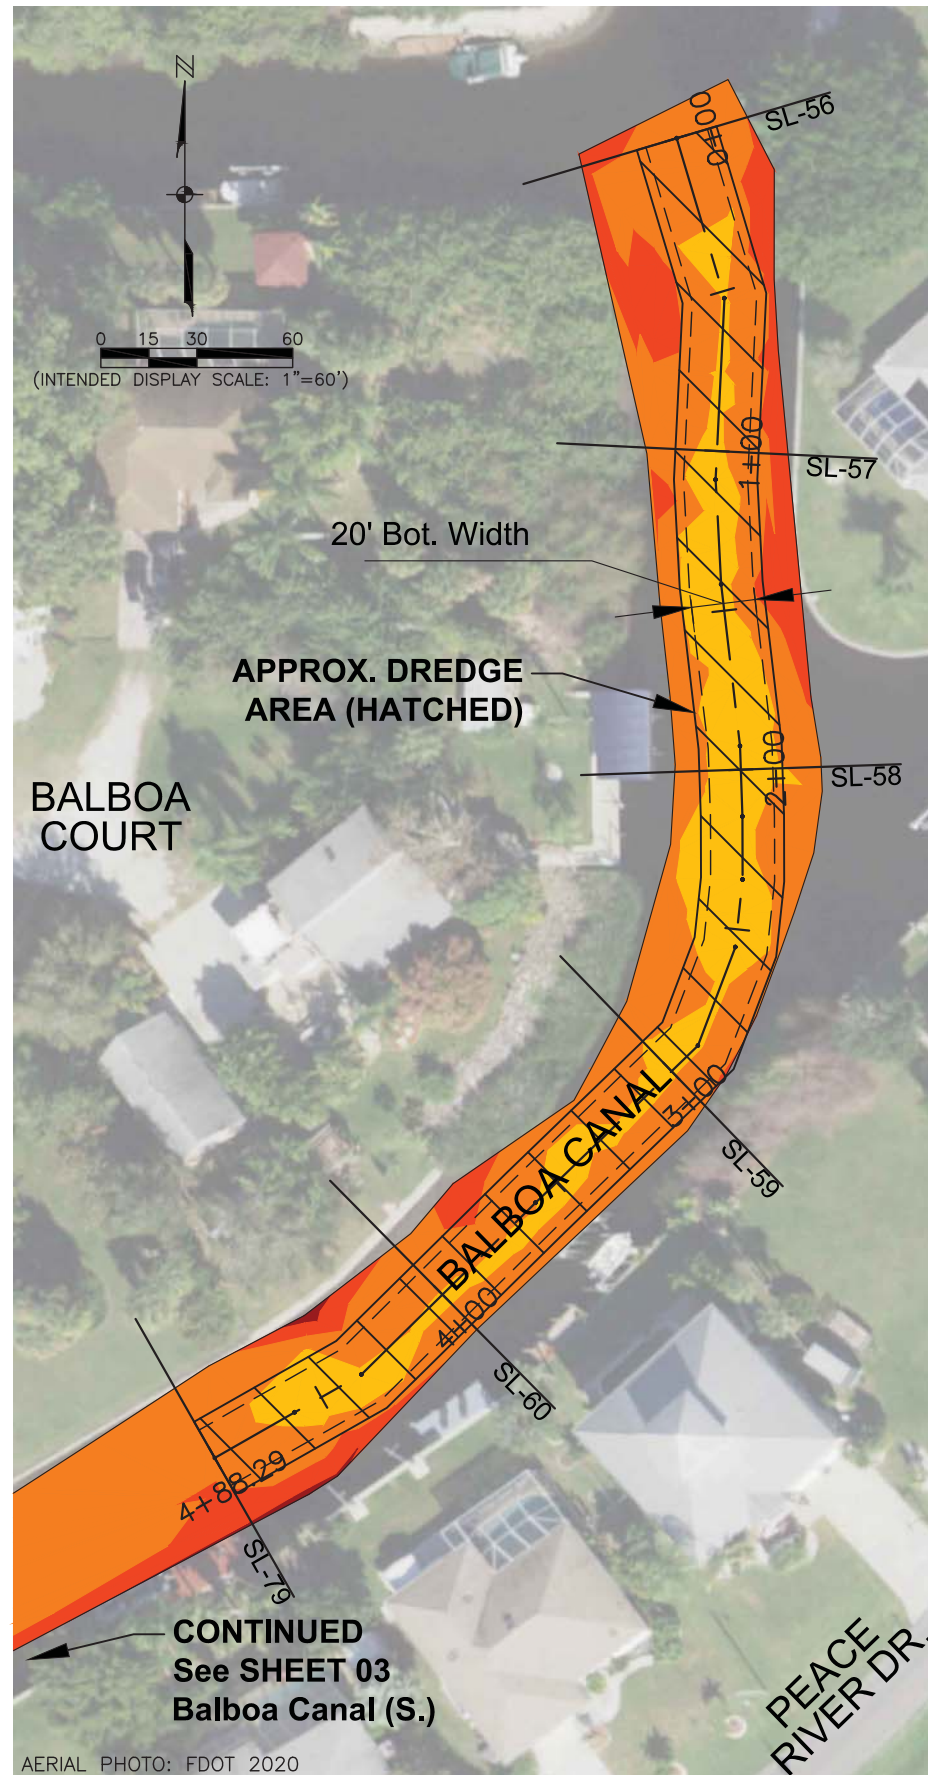 N
0+00
SL-56
0 15 30 60
(INTENDED DISPLAY SCALE: 1"=60')
1+00
SL-57
20' Bot. Width
APPROX. DREDGE
AREA (HATCHED)
2+00
SL-58
BALBOA
COURT
3+00
SL-59
BALBOA CANAL
4+00
SL-60
4+88.29
SL-79
CONTINUED
See SHEET 03
Balboa Canal (S.)
PEACE
RIVER DR.
AERIAL PHOTO: FDOT 2020